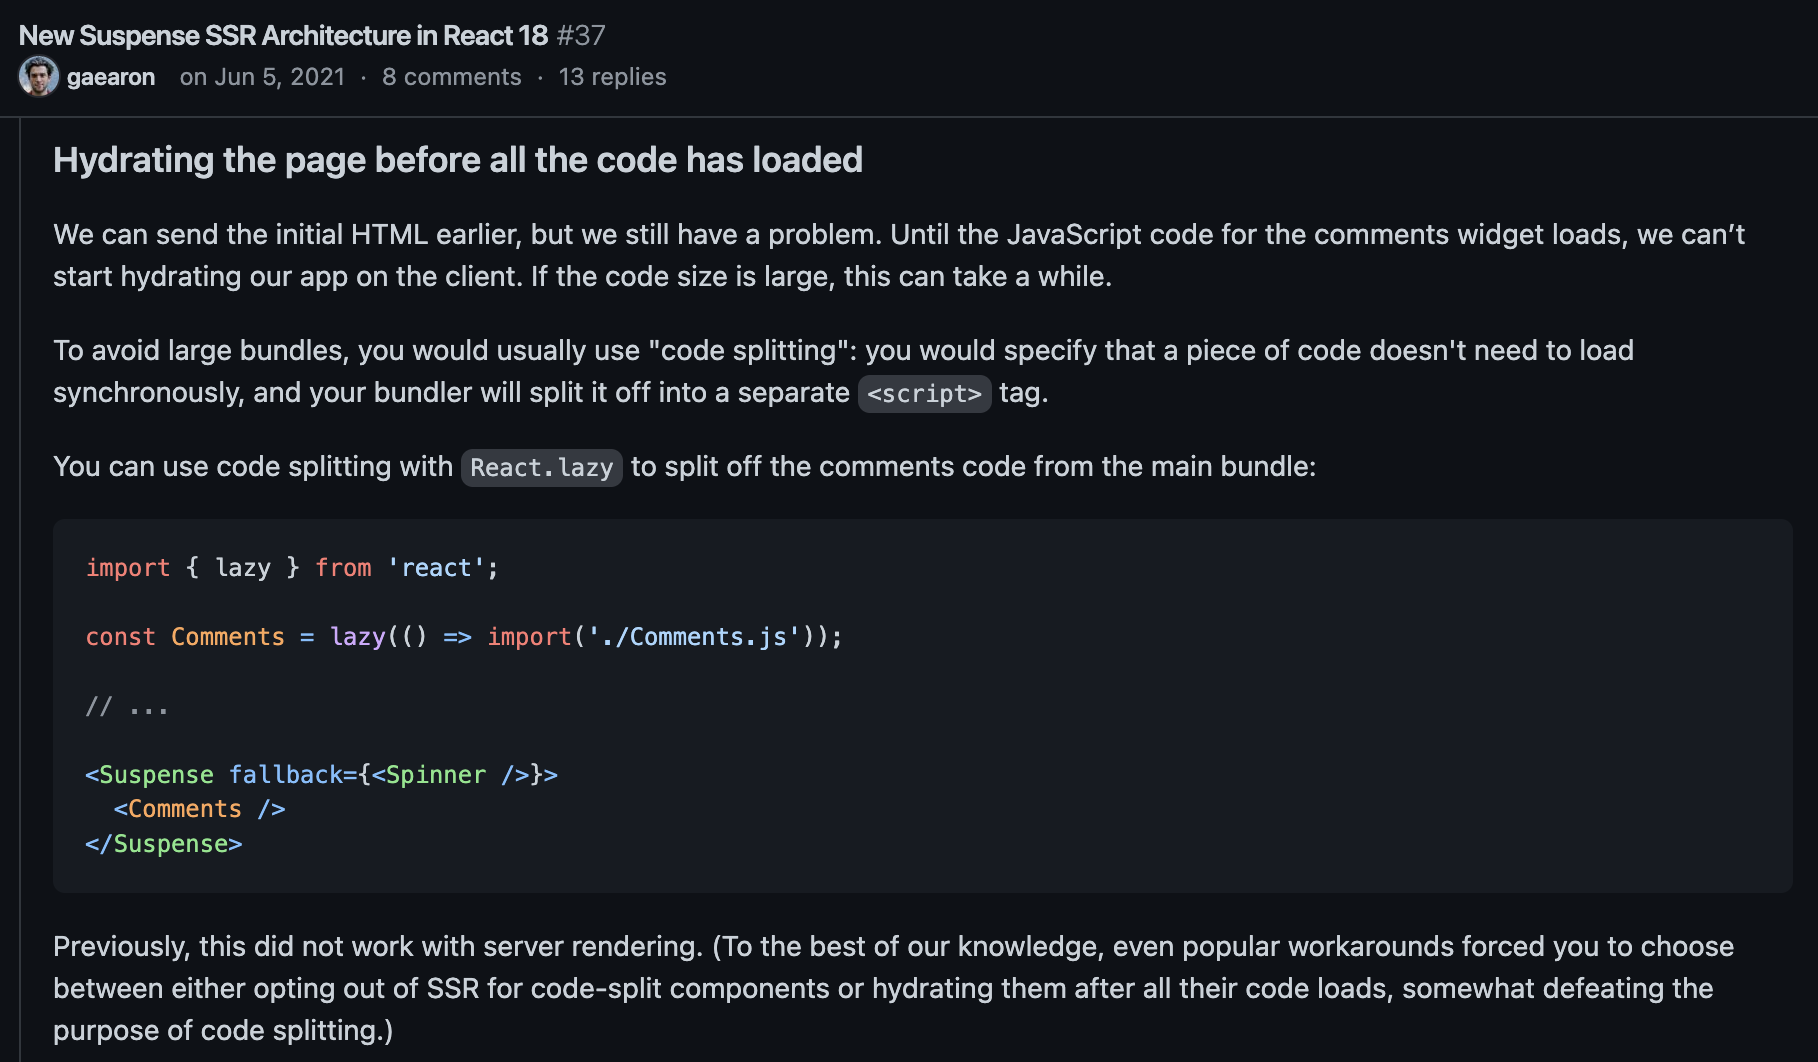 New Suspense SSR Architecture in React 18 #37
gaearon on Jun 5, 2021 · 8 comments · 13 replies
Hydrating the page before all the code has loaded
We can send the initial HTML earlier, but we still have a problem. Until the JavaScript code for the comments widget loads, we can’t
start hydrating our app on the client. If the code size is large, this can take a while.
To avoid large bundles, you would usually use "code splitting": you would specify that a piece of code doesn't need to load
synchronously, and your bundler will split it off into a separate <script> tag.
You can use code splitting with React.lazy to split off the comments code from the main bundle:
import { lazy } from 'react';
const Comments = lazy(() => import('./Comments.js'));
// ...
<Suspense fallback={<Spinner />}>
  <Comments />
</Suspense>
Previously, this did not work with server rendering. (To the best of our knowledge, even popular workarounds forced you to choose
between either opting out of SSR for code-split components or hydrating them after all their code loads, somewhat defeating the
purpose of code splitting.)